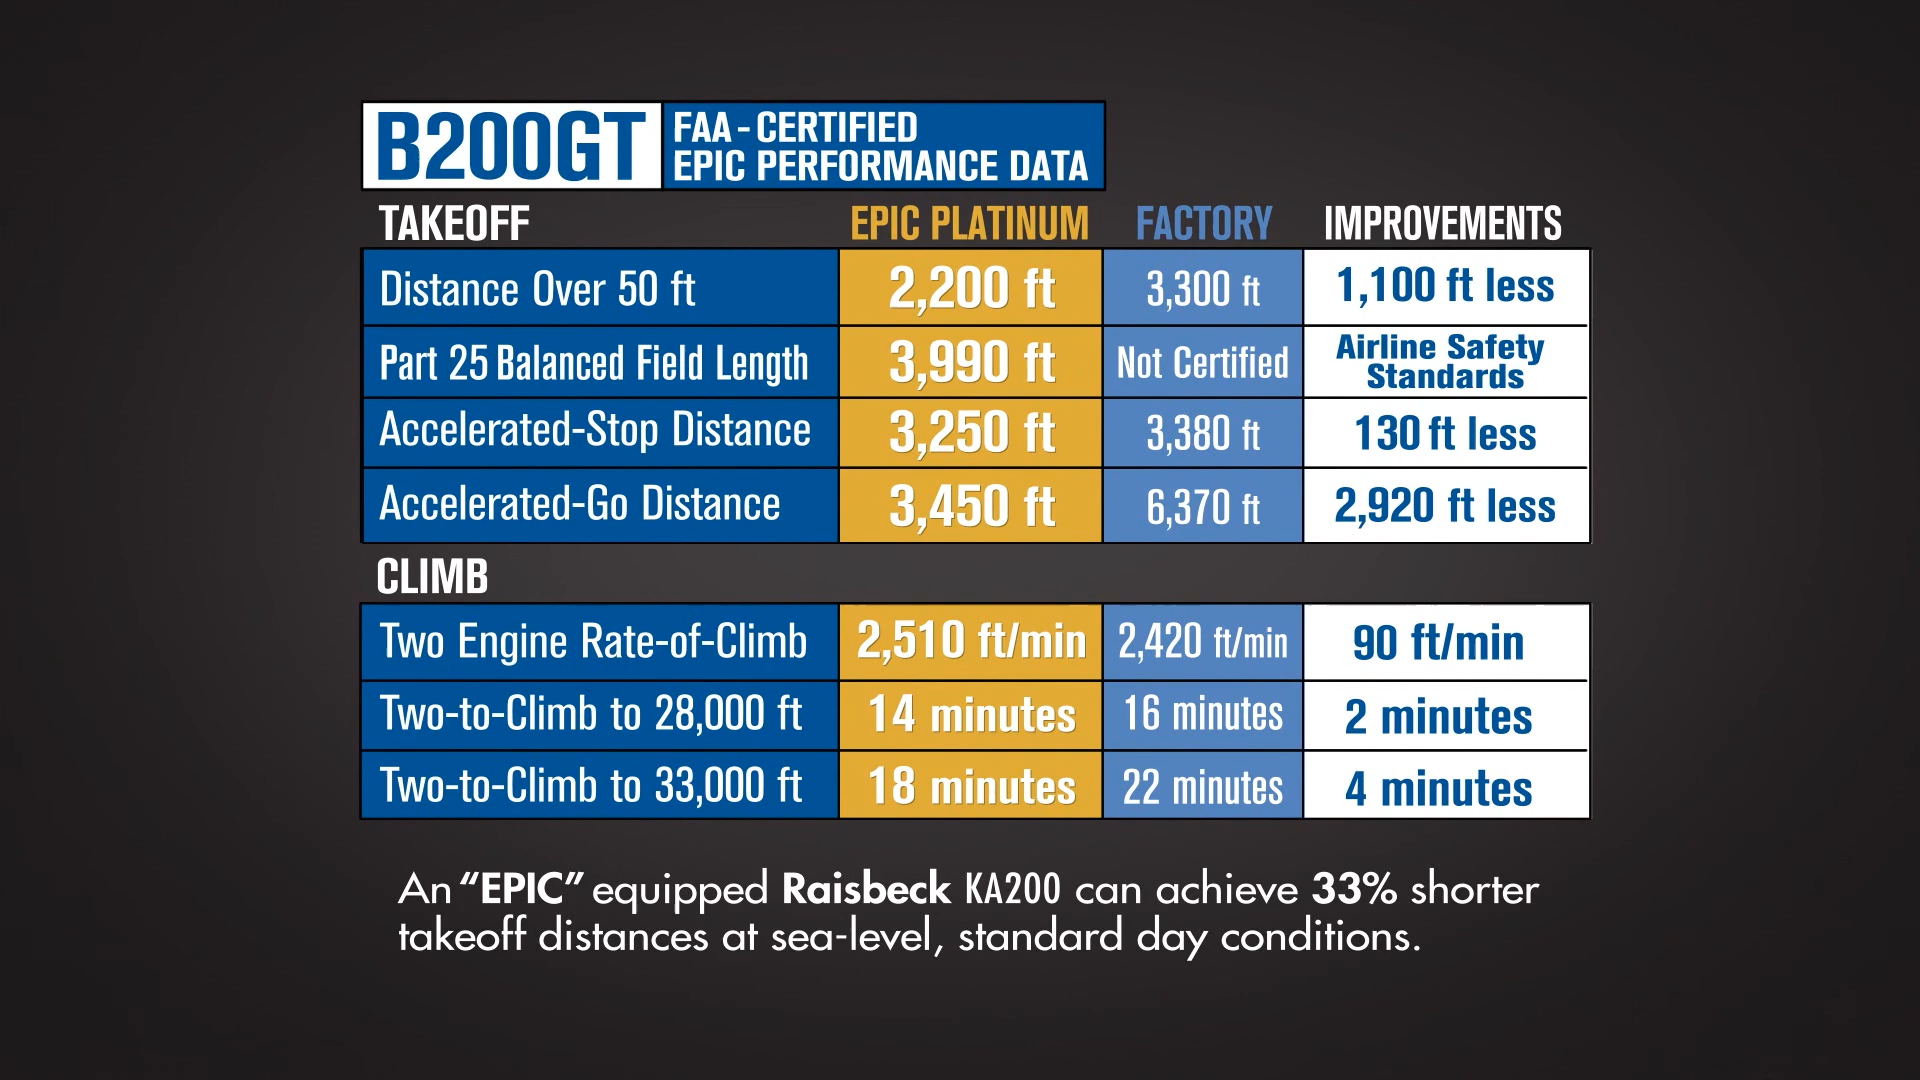 B200GT
FAA-CERTIFIED
EPIC PERFORMANCE DATA
TAKEOFF EPIC PLATINUM FACTORY IMPROVEMENTS
Distance Over 50 ft 2,200 ft 3,300 ft 1,100 ft less
Part 25 Balanced Field Length 3,990 ft Not Certified Airline Safety
Standards
Accelerated-Stop Distance 3,250 ft 3,380 ft 130 ft less
Accelerated-Go Distance 3,450 ft 6,370 ft 2,920 ft less
CLIMB
Two Engine Rate-of-Climb 2,510 ft/min 2,420 ft/min 90 ft/min
Two-to-Climb to 28,000 ft 14 minutes 16 minutes 2 minutes
Two-to-Climb to 33,000 ft 18 minutes 22 minutes 4 minutes
An “EPIC” equipped Raisbeck KA200 can achieve 33% shorter
takeoff distances at sea-level, standard day conditions.